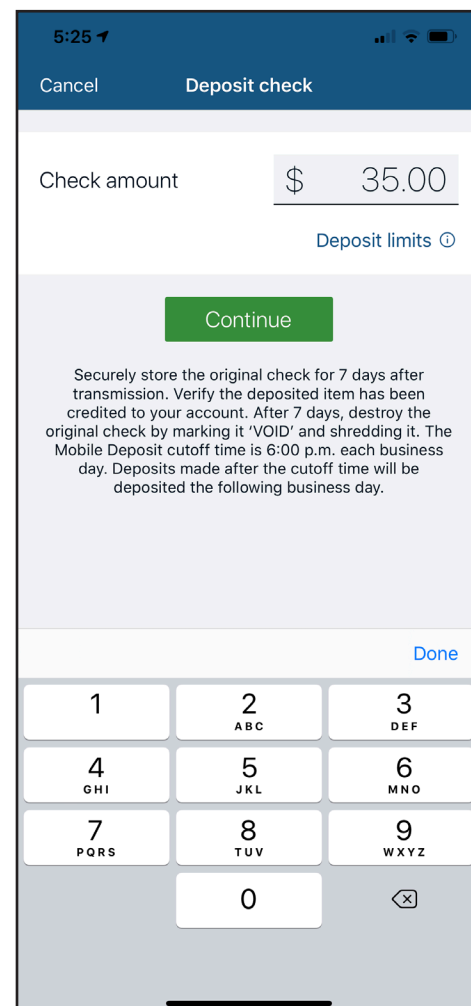 5:25
Cancel Deposit check
Check amount $ 35.00
Deposit limits
Continue
Securely store the original check for 7 days after
transmission. Verify the deposited item has been
credited to your account. After 7 days, destroy the
original check by marking it ‘VOID’ and shredding it. The
Mobile Deposit cutoff time is 6:00 p.m. each business
day. Deposits made after the cutoff time will be
deposited the following business day.
Done
1 2 3
ABC DEF
4 5 6
GHI JKL MNO
7 8 9
PQRS TUV WXYZ
0